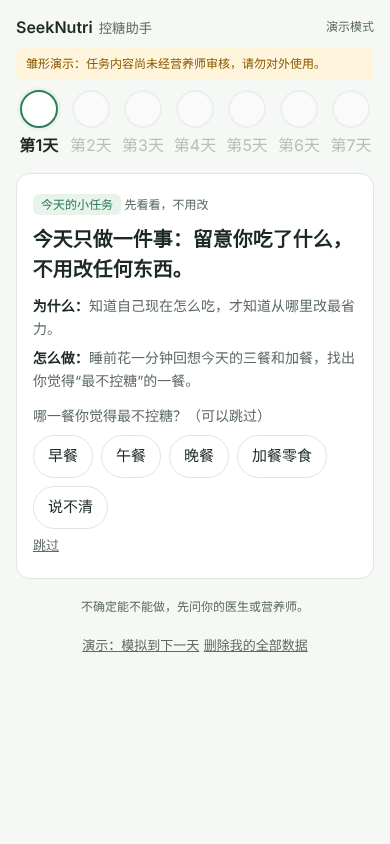 SeekNutri 控糖助手 演示模式
雏形演示：任务内容尚未经营养师审核，请勿对外使用。
第1天 第2天 第3天 第4天 第5天 第6天 第7天
今天的小任务 先看看，不用改
今天只做一件事：留意你吃了什么，
不用改任何东西。
为什么：知道自己现在怎么吃，才知道从哪里改最省
力。
怎么做：睡前花一分钟回想今天的三餐和加餐，找出
你觉得“最不控糖”的一餐。
哪一餐你觉得最不控糖？（可以跳过）
早餐 午餐 晚餐 加餐零食
说不清
跳过
不确定能不能做，先问你的医生或营养师。
演示：模拟到下一天 删除我的全部数据